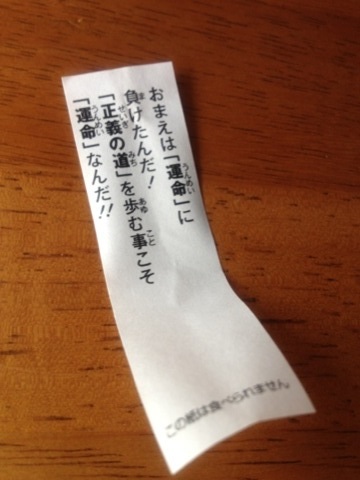 おまえは「運命」に
負けたんだ！
「正義の道」を歩む事こそ
「運命」なんだ!!
この紙は食べられません